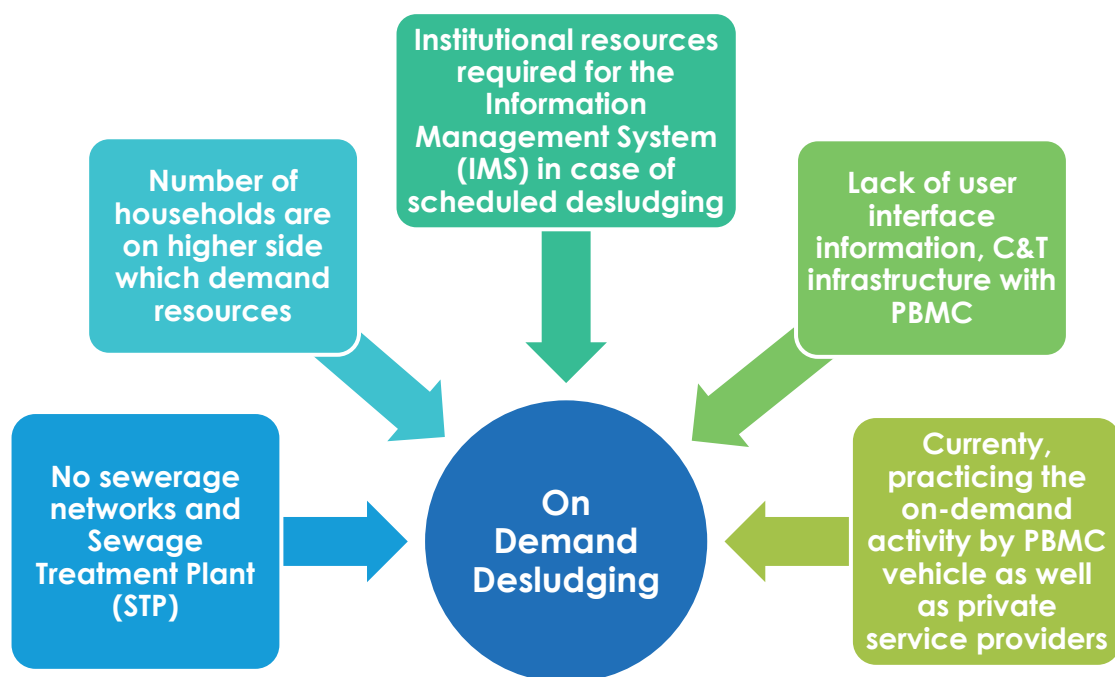 Institutional resources
required for the
Information
Management System
(IMS) in case of
scheduled desludging
Number of
households are
on higher side
which demand
resources
Lack of user
interface
information, C&T
infrastructure with
PBMC
No sewerage
networks and
Sewage
Treatment Plant
(STP)
On
Demand
Desludging
Currenty,
practicing the
on-demand
activity by PBMC
vehicle as well
as private
service providers